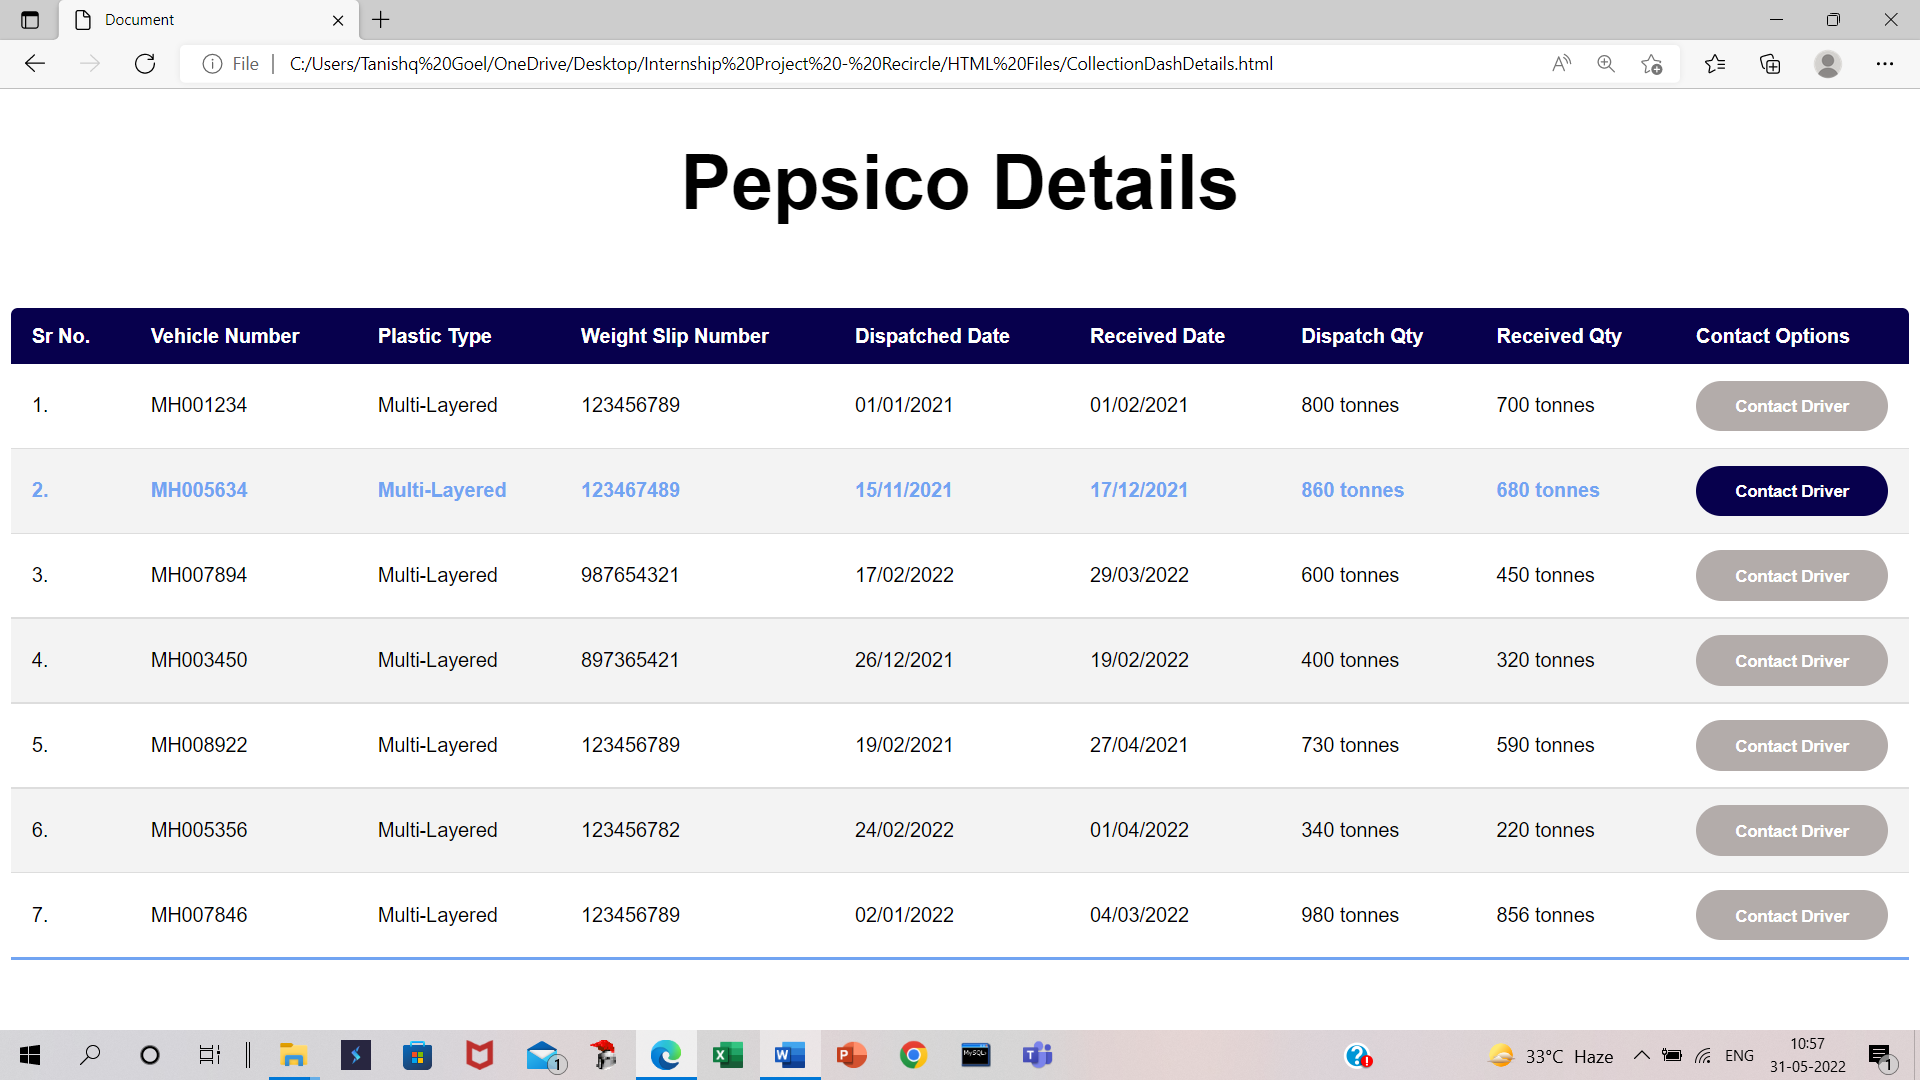 Document
File
C:/Users/Tanishq%20Goel/OneDrive/Desktop/Internship%20Project%20-%20Recircle/HTML%20Files/CollectionDashDetails.html
Pepsico Details
Sr No. Vehicle Number Plastic Type Weight Slip Number Dispatched Date Received Date Dispatch Qty Received Qty Contact Options
1. MH001234 Multi-Layered 123456789 01/01/2021 01/02/2021 800 tonnes 700 tonnes Contact Driver
2. MH005634 Multi-Layered 123467489 15/11/2021 17/12/2021 860 tonnes 680 tonnes Contact Driver
3. MH007894 Multi-Layered 987654321 17/02/2022 29/03/2022 600 tonnes 450 tonnes Contact Driver
4. MH003450 Multi-Layered 897365421 26/12/2021 19/02/2022 400 tonnes 320 tonnes Contact Driver
5. MH008922 Multi-Layered 123456789 19/02/2021 27/04/2021 730 tonnes 590 tonnes Contact Driver
6. MH005356 Multi-Layered 123456782 24/02/2022 01/04/2022 340 tonnes 220 tonnes Contact Driver
7. MH007846 Multi-Layered 123456789 02/01/2022 04/03/2022 980 tonnes 856 tonnes Contact Driver
1
33°C Haze
ENG
10:57
31-05-2022
1